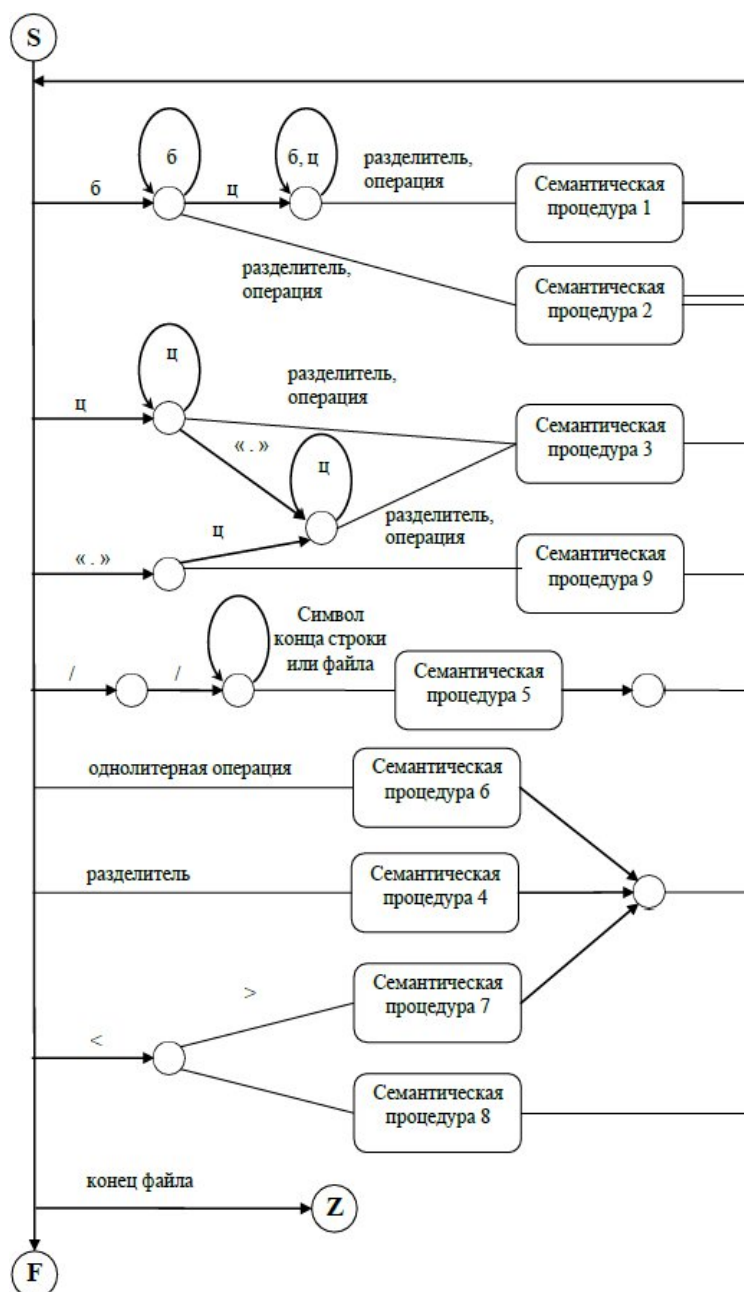 S
б
б, ц
разделитель,
операция
б
ц
Семантическая
процедура 1
разделитель,
операция
Семантическая
процедура 2
ц
разделитель,
операция
ц
« . »
Семантическая
процедура 3
ц
ц
разделитель,
операция
« . »
Семантическая
процедура 9
Символ
конца строки
или файла
/
/
Семантическая
процедура 5
однолитерная операция
Семантическая
процедура 6
разделитель
Семантическая
процедура 4
>
Семантическая
процедура 7
<
Семантическая
процедура 8
конец файла
Z
F